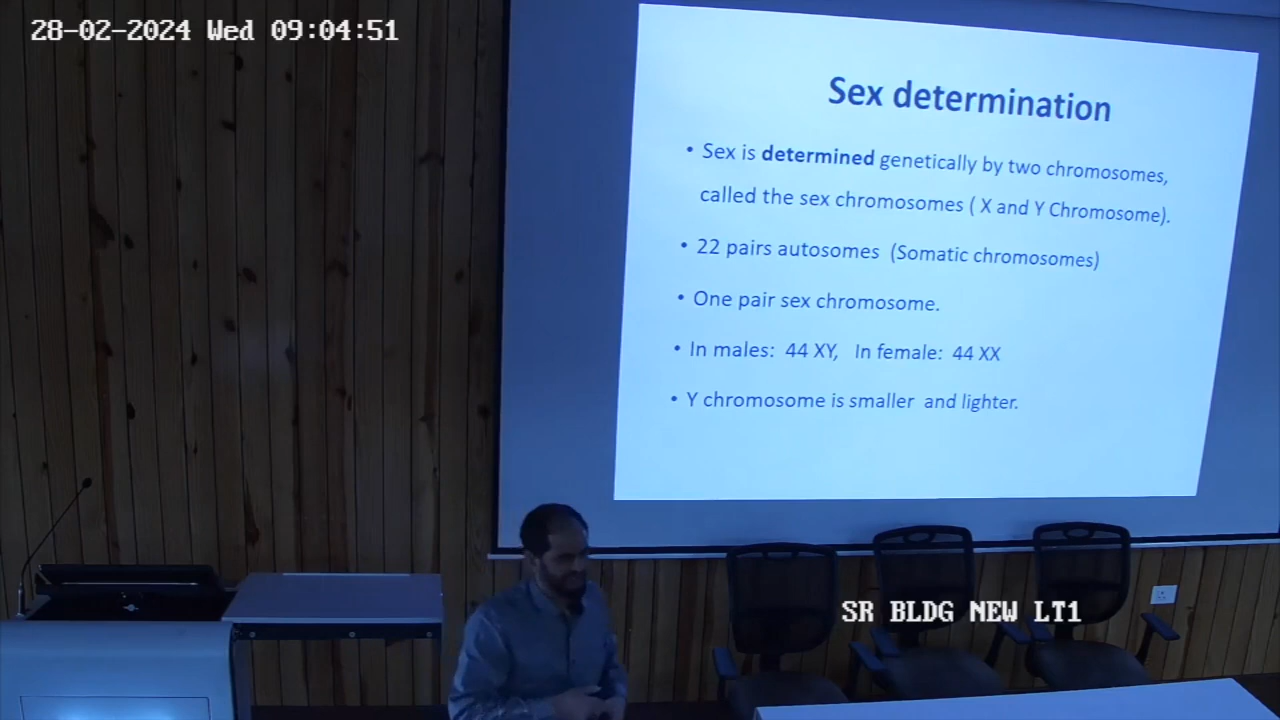 28-02-2024 Wed 09:04:51
Sex determination
• Sex is determined genetically by two chromosomes,
called the sex chromosomes ( X and Y Chromosome).
• 22 pairs autosomes (Somatic chromosomes)
• One pair sex chromosome.
• In males: 44 XY, In female: 44 XX
• Y chromosome is smaller and lighter.
SR BLDG NEW LT1